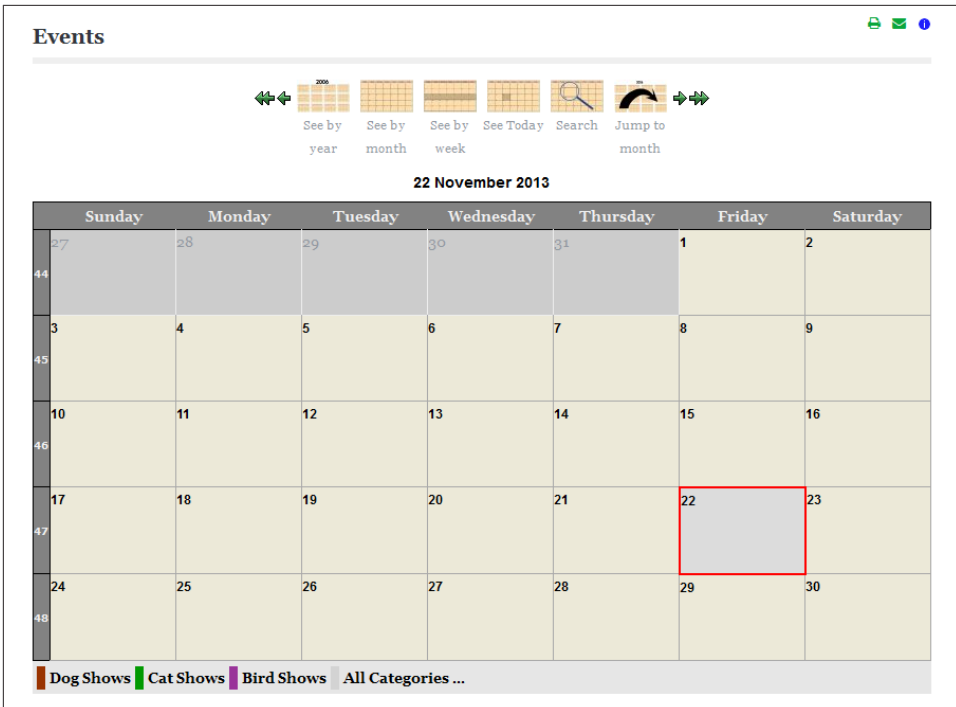 Events
2006
See by year
See by month
See by week
See Today
Search
Jump to month
22 November 2013
Sunday Monday Tuesday Wednesday Thursday Friday Saturday
44 27 28 29 30 31 1 2
45 3 4 5 6 7 8 9
46 10 11 12 13 14 15 16
47 17 18 19 20 21 22 23
48 24 25 26 27 28 29 30
Dog Shows Cat Shows Bird Shows All Categories ...